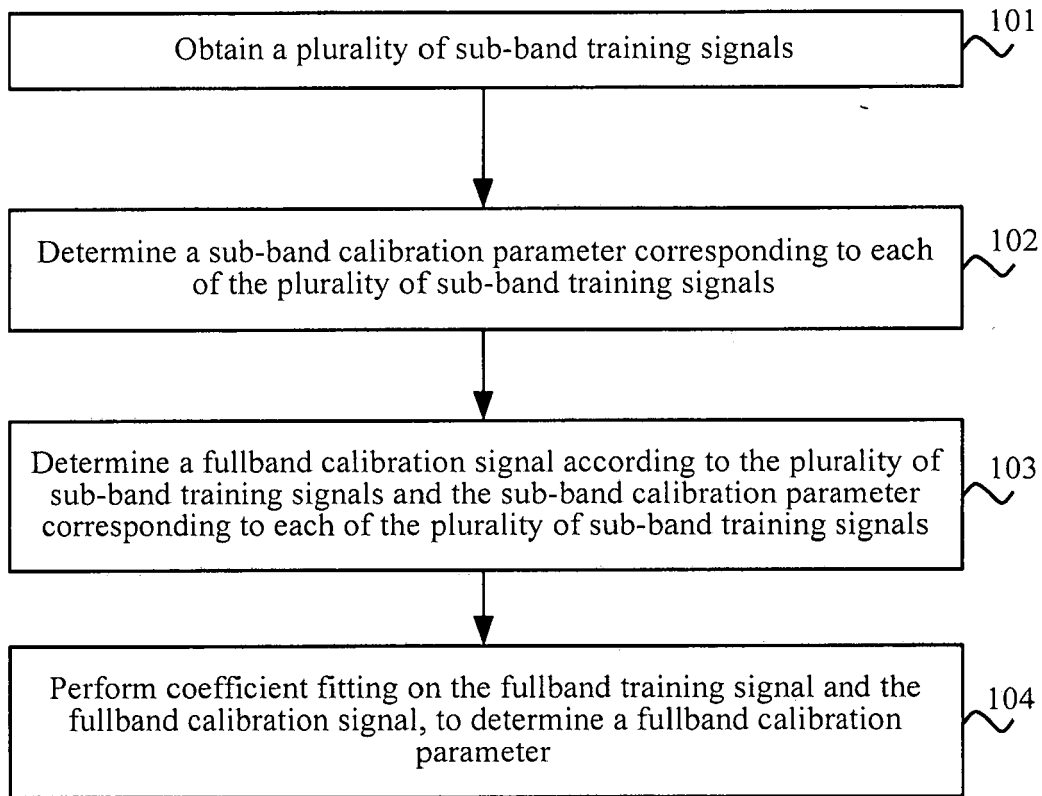 Obtain a plurality of sub-band training signals
101
Determine a sub-band calibration parameter corresponding to each
of the plurality of sub-band training signals
102
Determine a fullband calibration signal according to the plurality of
sub-band training signals and the sub-band calibration parameter
corresponding to each of the plurality of sub-band training signals
103
Perform coefficient fitting on the fullband training signal and the
fullband calibration signal, to determine a fullband calibration
parameter
104